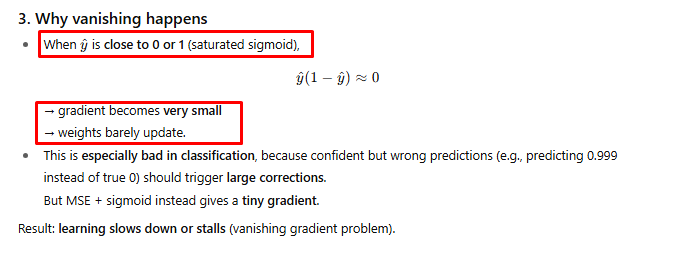 3. Why vanishing happens
• When ŷ is close to 0 or 1 (saturated sigmoid),
ŷ(1 − ŷ) ≈ 0
→ gradient becomes very small
→ weights barely update.
• This is especially bad in classification, because confident but wrong predictions (e.g., predicting 0.999
instead of true 0) should trigger large corrections.
But MSE + sigmoid instead gives a tiny gradient.
Result: learning slows down or stalls (vanishing gradient problem).